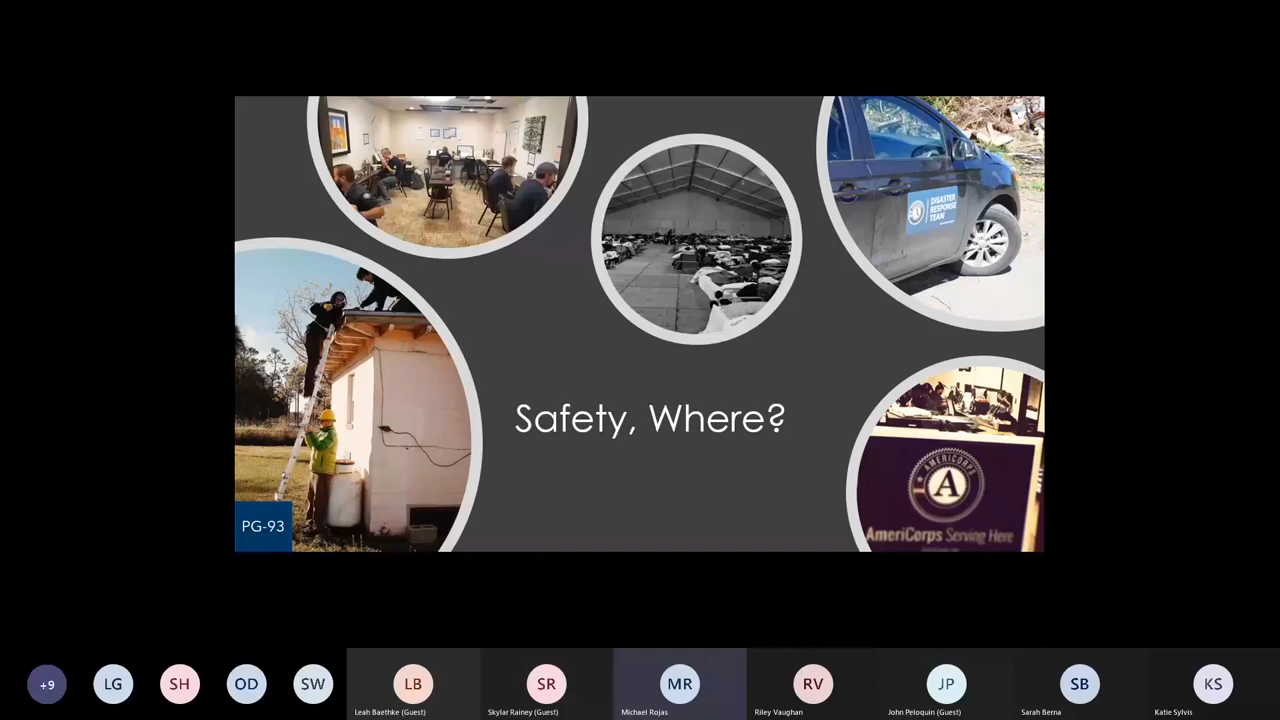 DISASTER
RESPONSE
TEAM
Safety, Where?
AMERICORPS
A
AmeriCorps Serving Here
PG-93
+9
LG
SH
OD
SW
LB
SR
MR
RV
JP
SB
KS
Leah Baethke (Guest)
Skylar Rainey (Guest)
Michael Rojas
Riley Vaughan
John Peloquin (Guest)
Sarah Berna
Katie Sylvis